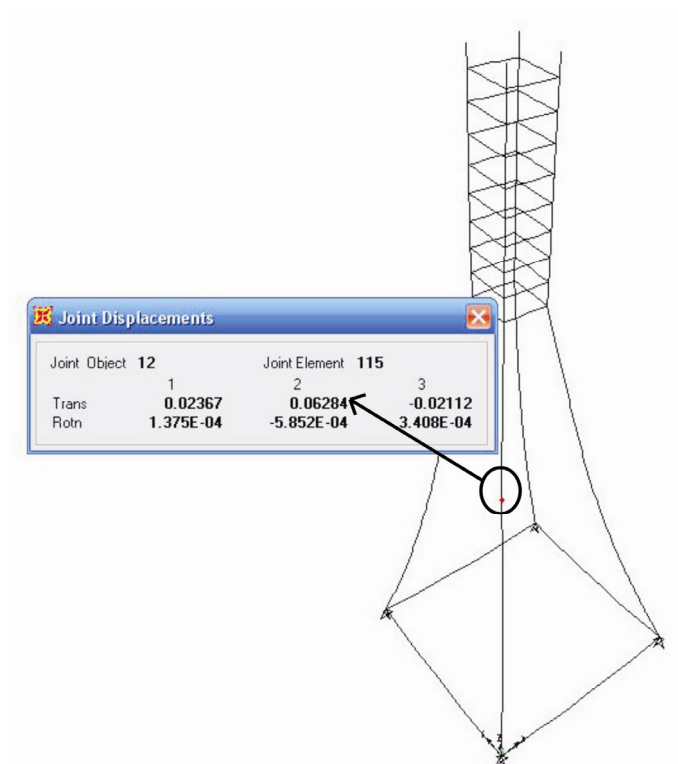 Joint Displacements
Joint Object 12 Joint Element 115
1 2 3
Trans 0.02367 0.06284 -0.02112
Rotn 1.375E-04 -5.852E-04 3.408E-04
Z